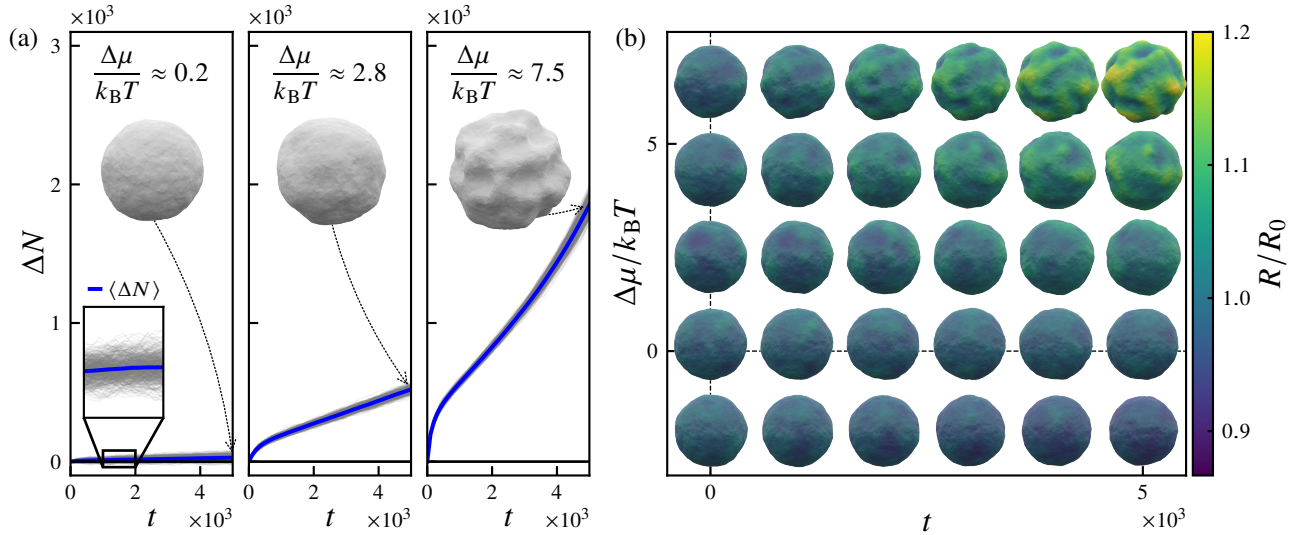 (a)
×10³ ×10³ ×10³
ΔN
3
2
1
0
Δμ/k_BT ≈ 0.2
Δμ/k_BT ≈ 2.8
Δμ/k_BT ≈ 7.5
⟨ΔN⟩
0 2 4
0 2 4
0 2 4
t ×10³
t ×10³
t ×10³
(b)
Δμ/k_BT
5
0
0 5
t
×10³
1.2
1.1
1.0
0.9
R/R₀